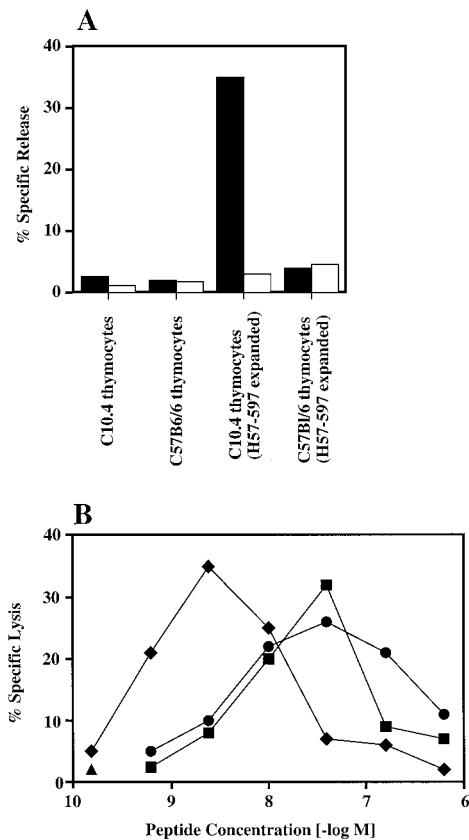 A
40
30
20
10
0
% Specific Release
C10.4 thymocytes
C57B6/6 thymocytes
C10.4 thymocytes
(H57-597 expanded)
C57Bl/6 thymocytes
(H57-597 expanded)
B
40
30
20
10
0
% Specific Lysis
10 9 8 7 6
Peptide Concentration [-log M]